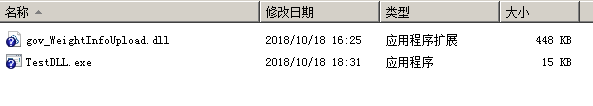 名称 修改日期 类型 大小
gov_WeightInfoUpload.dll 2018/10/18 16:25 应用程序扩展 448 KB
TestDLL.exe 2018/10/18 18:31 应用程序 15 KB